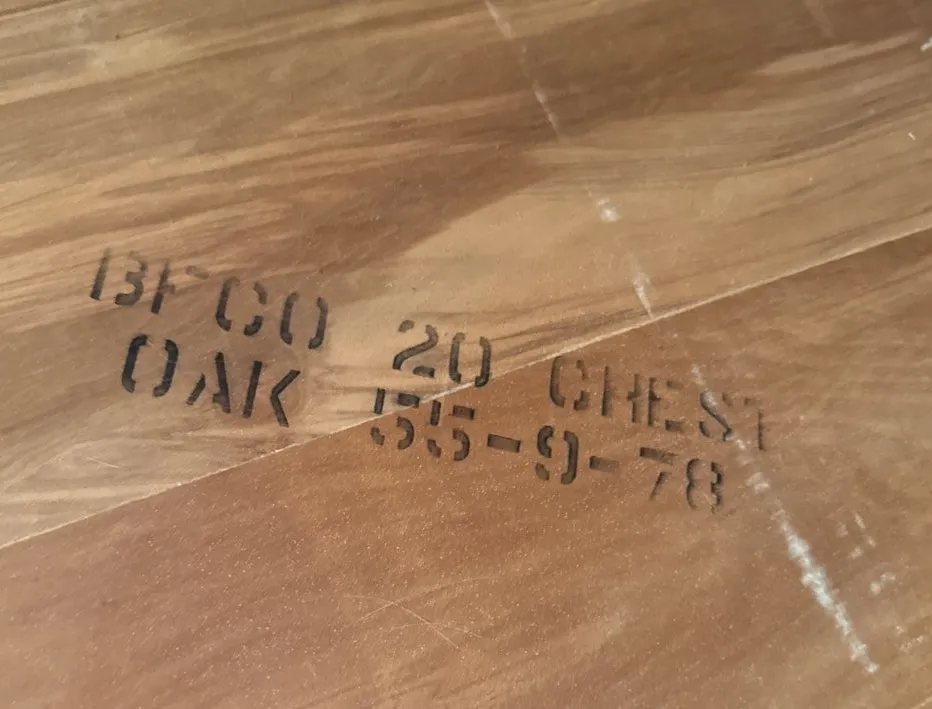 BFCO 20 CHEST
OAK 55-9-78